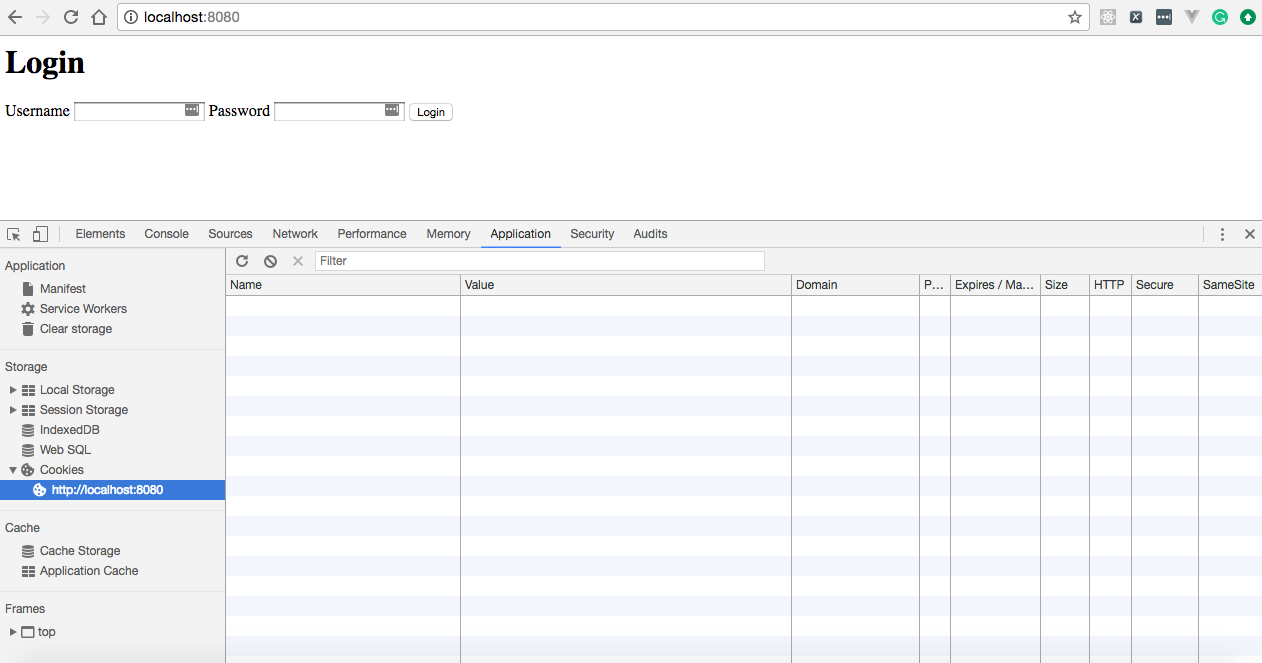 localhost:8080
Login
Username Password Login
Elements Console Sources Network Performance Memory Application Security Audits
Application
Filter
Name Value Domain P... Expires / Ma... Size HTTP Secure SameSite
Manifest
Service Workers
Clear storage
Storage
Local Storage
Session Storage
IndexedDB
Web SQL
Cookies
http://localhost:8080
Cache
Cache Storage
Application Cache
Frames
top